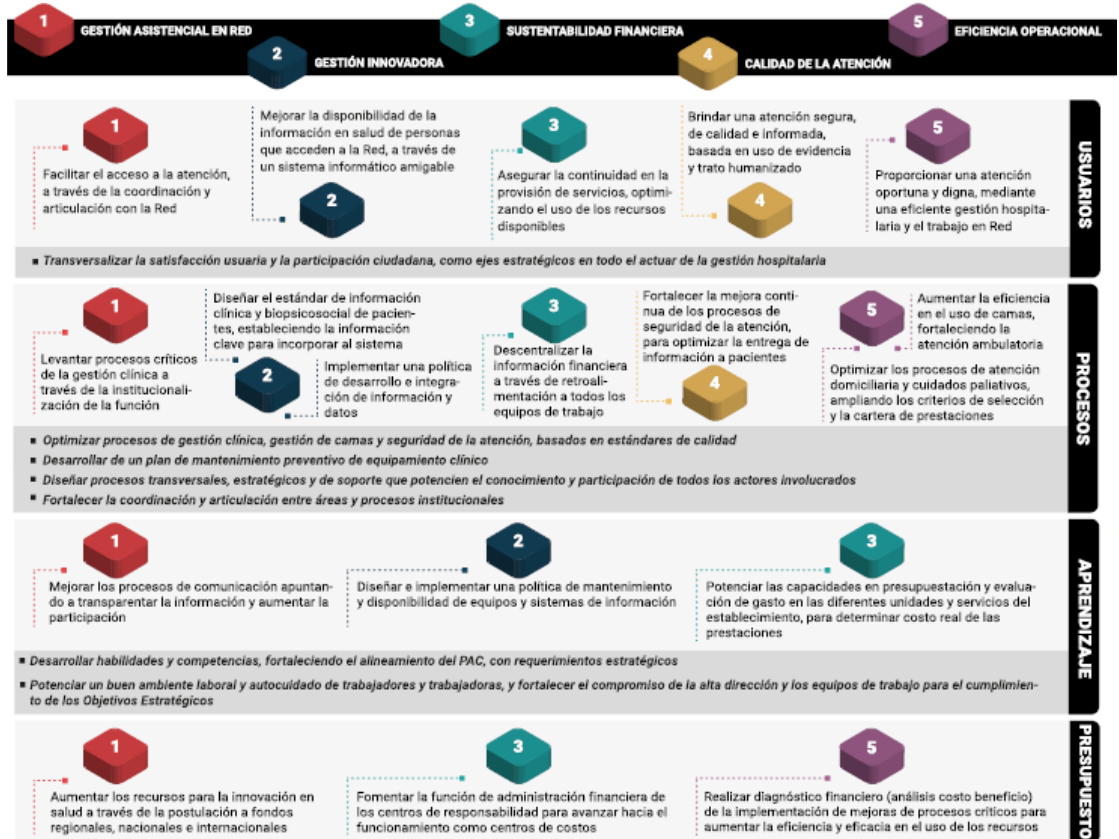 1
GESTIÓN ASISTENCIAL EN RED
2
GESTIÓN INNOVADORA
3
SUSTENTABILIDAD FINANCIERA
4
CALIDAD DE LA ATENCIÓN
5
EFICIENCIA OPERACIONAL
USUARIOS
1
Facilitar el acceso a la atención,
a través de la coordinación y
articulación con la Red
Mejorar la disponibilidad de la
información en salud de personas
que acceden a la Red, a través de
un sistema informático amigable
2
3
Asegurar la continuidad en la
provisión de servicios, optimi-
zando el uso de los recursos
disponibles
Brindar una atención segura,
de calidad e informada,
basada en uso de evidencia
y trato humanizado
4
5
Proporcionar una atención
oportuna y digna, mediante
una eficiente gestión hospita-
laria y el trabajo en Red
▪ Transversalizar la satisfacción usuaria y la participación ciudadana, como ejes estratégicos en todo el actuar de la gestión hospitalaria
PROCESOS
1
Levantar procesos críticos
de la gestión clínica a
través de la institucionali-
zación de la función
Diseñar el estándar de información
clínica y biopsicosocial de pacien-
tes, estableciendo la información
clave para incorporar al sistema
2
Implementar una política
de desarrollo e integra-
ción de información y
datos
3
Descentralizar la
información financiera
a través de retroali-
mentación a todos los
equipos de trabajo
Fortalecer la mejora conti-
nua de los procesos de
seguridad de la atención,
para optimizar la entrega de
información a pacientes
4
5
Aumentar la eficiencia
en el uso de camas,
fortaleciendo la
atención ambulatoria
Optimizar los procesos de atención
domiciliaria y cuidados paliativos,
ampliando los criterios de selección
y la cartera de prestaciones
▪ Optimizar procesos de gestión clínica, gestión de camas y seguridad de la atención, basados en estándares de calidad
▪ Desarrollar de un plan de mantenimiento preventivo de equipamiento clínico
▪ Diseñar procesos transversales, estratégicos y de soporte que potencien el conocimiento y participación de todos los actores involucrados
▪ Fortalecer la coordinación y articulación entre áreas y procesos institucionales
APRENDIZAJE
1
Mejorar los procesos de comunicación apuntan-
do a transparentar la información y aumentar la
participación
2
Diseñar e implementar una política de mantenimiento
y disponibilidad de equipos y sistemas de información
3
Potenciar las capacidades en presupuestación y evalua-
ción de gasto en las diferentes unidades y servicios del
establecimiento, para determinar costo real de las
prestaciones
▪ Desarrollar habilidades y competencias, fortaleciendo el alineamiento del PAC, con requerimientos estratégicos
▪ Potenciar un buen ambiente laboral y autocuidado de trabajadores y trabajadoras, y fortalecer el compromiso de la alta dirección y los equipos de trabajo para el cumplimien-
to de los Objetivos Estratégicos
PRESUPUESTO
1
Aumentar los recursos para la innovación en
salud a través de la postulación a fondos
regionales, nacionales e internacionales
3
Fomentar la función de administración financiera de
los centros de responsabilidad para avanzar hacia el
funcionamiento como centros de costos
5
Realizar diagnóstico financiero (análisis costo beneficio)
de la implementación de mejoras de procesos críticos para
aumentar la eficiencia y eficacia en el uso de los recursos